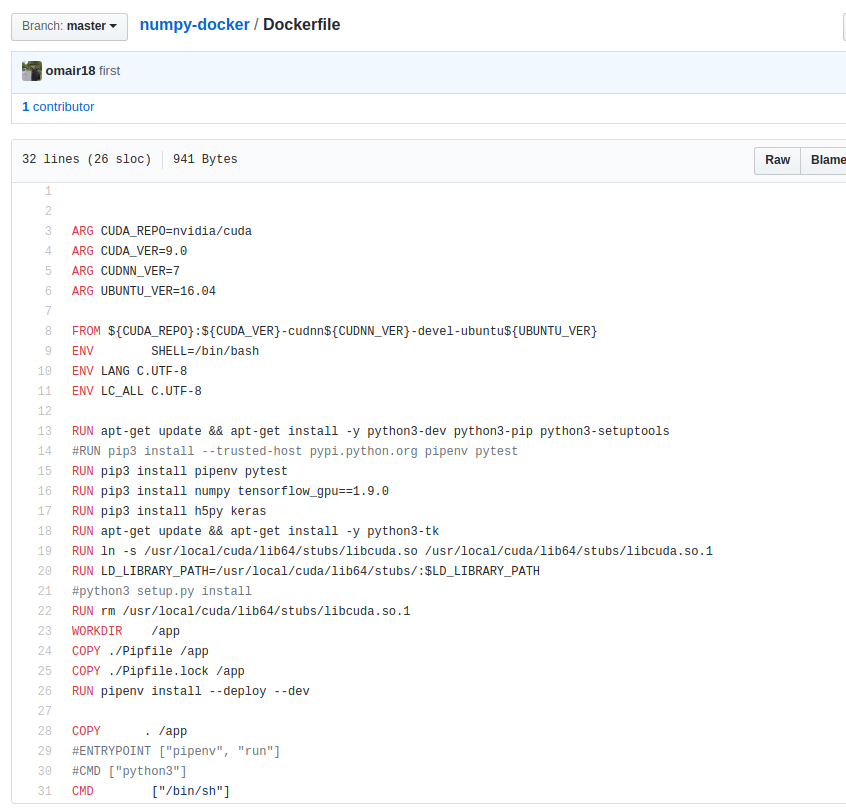 Branch: master numpy-docker / Dockerfile
omair18 first
1 contributor
32 lines (26 sloc) 941 Bytes Raw Blame
1
2
3 ARG CUDA_REPO=nvidia/cuda
4 ARG CUDA_VER=9.0
5 ARG CUDNN_VER=7
6 ARG UBUNTU_VER=16.04
7
8 FROM ${CUDA_REPO}:${CUDA_VER}-cudnn${CUDNN_VER}-devel-ubuntu${UBUNTU_VER}
9 ENV        SHELL=/bin/bash
10 ENV LANG C.UTF-8
11 ENV LC_ALL C.UTF-8
12
13 RUN apt-get update && apt-get install -y python3-dev python3-pip python3-setuptools
14 #RUN pip3 install --trusted-host pypi.python.org pipenv pytest
15 RUN pip3 install pipenv pytest
16 RUN pip3 install numpy tensorflow_gpu==1.9.0
17 RUN pip3 install h5py keras
18 RUN apt-get update && apt-get install -y python3-tk
19 RUN ln -s /usr/local/cuda/lib64/stubs/libcuda.so /usr/local/cuda/lib64/stubs/libcuda.so.1
20 RUN LD_LIBRARY_PATH=/usr/local/cuda/lib64/stubs/:$LD_LIBRARY_PATH
21 #python3 setup.py install
22 RUN rm /usr/local/cuda/lib64/stubs/libcuda.so.1
23 WORKDIR    /app
24 COPY ./Pipfile /app
25 COPY ./Pipfile.lock /app
26 RUN pipenv install --deploy --dev
27
28 COPY      . /app
29 #ENTRYPOINT ["pipenv", "run"]
30 #CMD ["python3"]
31 CMD        ["/bin/sh"]